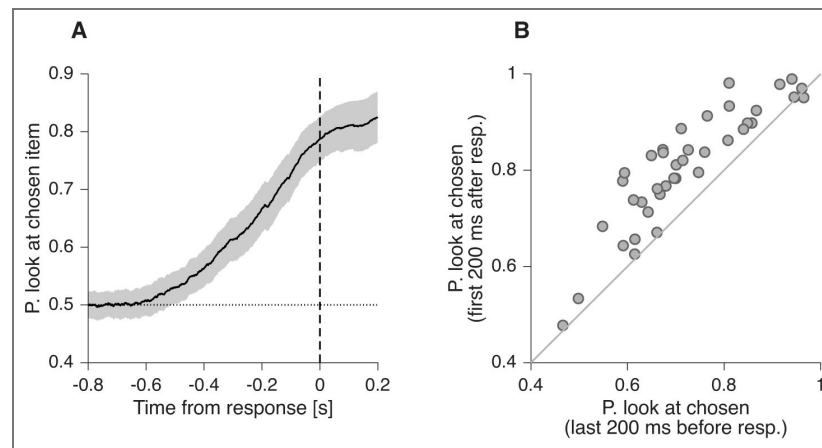 A
P. look at chosen item
0.9
0.8
0.7
0.6
0.5
0.4
-0.8
-0.6
-0.4
-0.2
0
0.2
Time from response [s]
B
P. look at chosen
(first 200 ms after resp.)
1
0.8
0.6
0.4
0.4
0.6
0.8
1
P. look at chosen
(last 200 ms before resp.)